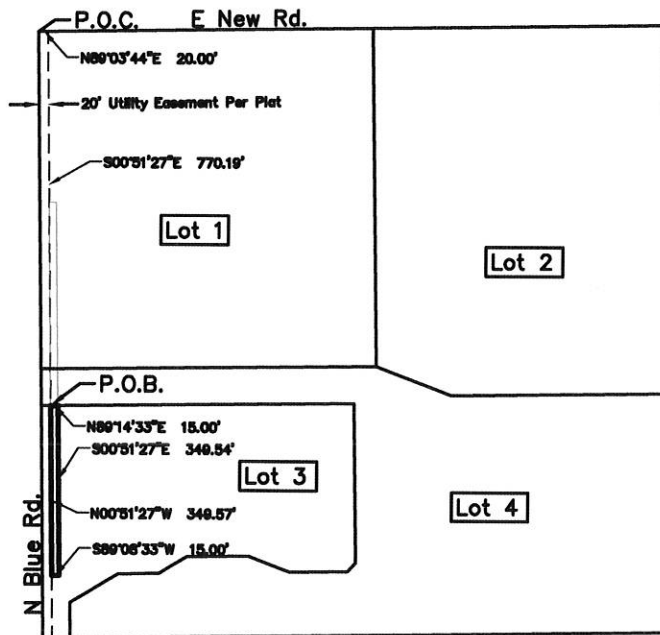 P.O.C. E New Rd.
N89°03'44"E 20.00'
20' Utility Easement Per Plat
S00°51'27"E 770.19'
Lot 1
Lot 2
P.O.B.
N89°14'33"E 15.00'
S00°51'27"E 349.54'
Lot 3
Lot 4
N00°51'27"W 349.57'
S89°08'33"W 15.00'
N Blue Rd.